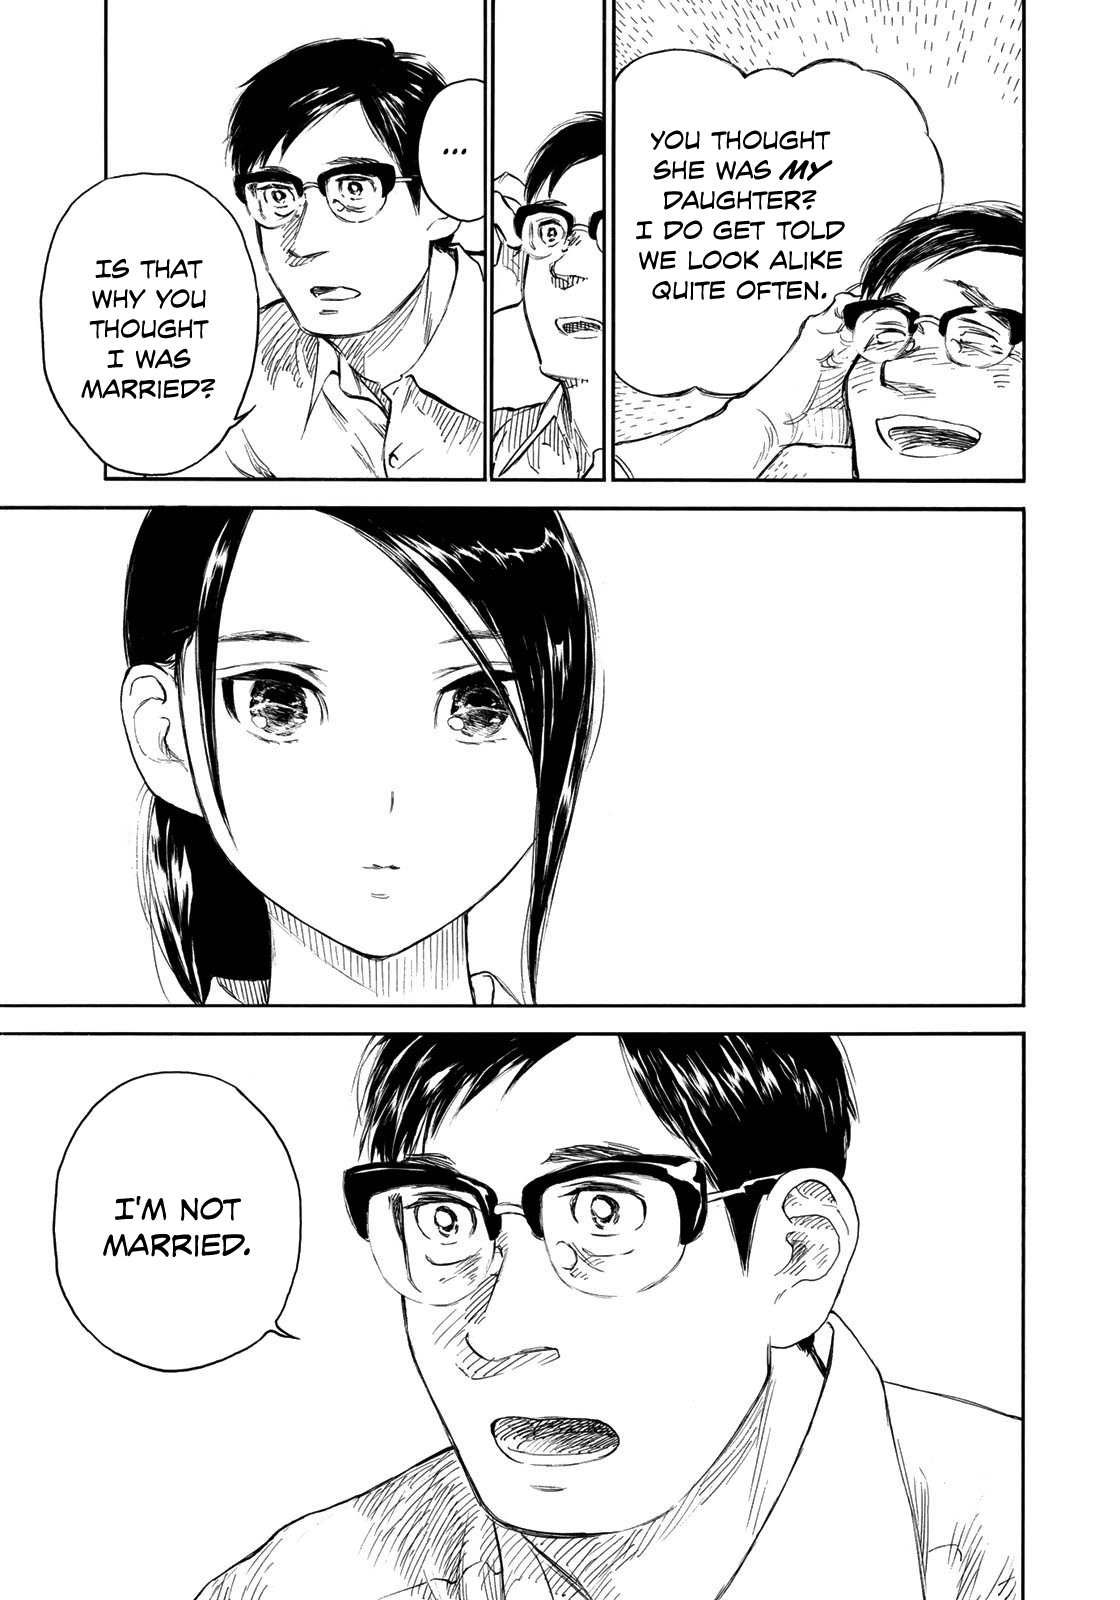 YOU THOUGHT
SHE WAS MY
DAUGHTER?
I DO GET TOLD
WE LOOK ALIKE
QUITE OFTEN.
...
IS THAT
WHY YOU
THOUGHT
I WAS
MARRIED?
I'M NOT
MARRIED.